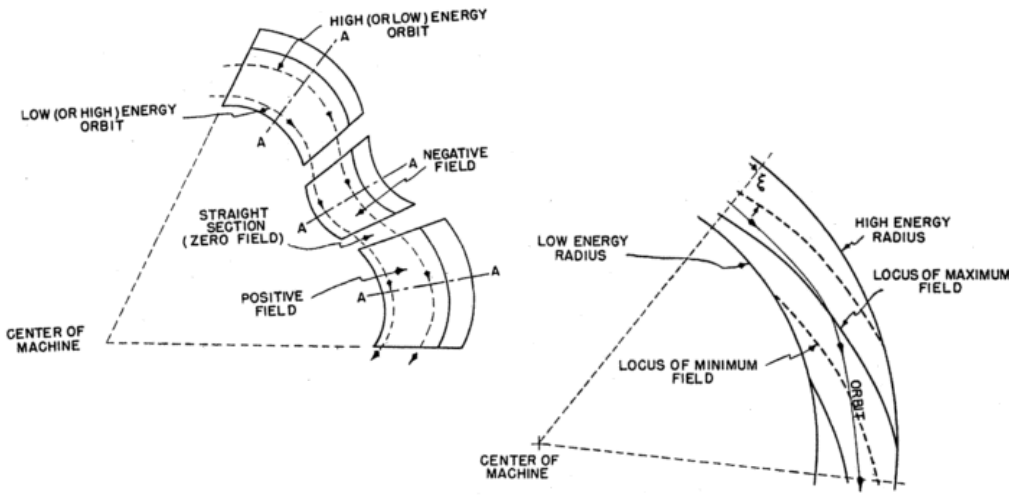 HIGH (OR LOW) ENERGY
ORBIT
A
LOW (OR HIGH) ENERGY
ORBIT
A
A
NEGATIVE
FIELD
STRAIGHT
SECTION
(ZERO FIELD)
A
POSITIVE
FIELD
A
A
CENTER OF
MACHINE
ξ
LOW ENERGY
RADIUS
HIGH ENERGY
RADIUS
LOCUS OF MAXIMUM
FIELD
LOCUS OF MINIMUM
FIELD
ORBIT
CENTER OF
MACHINE